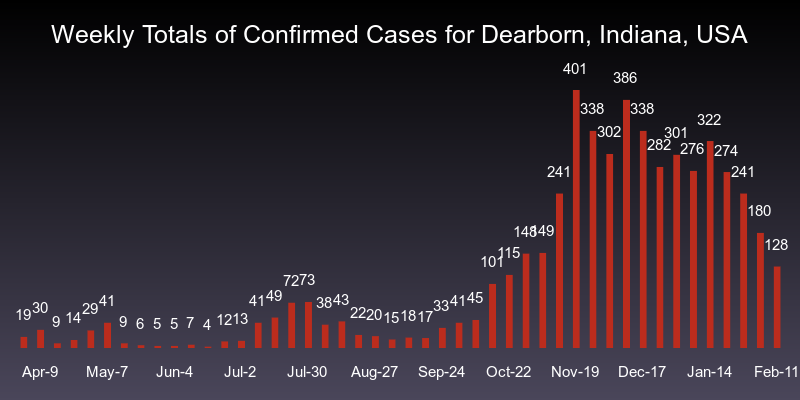 Weekly Totals of Confirmed Cases for Dearborn, Indiana, USA
19 30 9 14 29 41 9 6 5 5 7 4 12 13 41 49 72 73 38 43 22 20 15 18 17 33 41 45 101 115 148 149 241 401 338 302 386 338 282 301 276 322 274 241 180 128
Apr-9 May-7 Jun-4 Jul-2 Jul-30 Aug-27 Sep-24 Oct-22 Nov-19 Dec-17 Jan-14 Feb-11